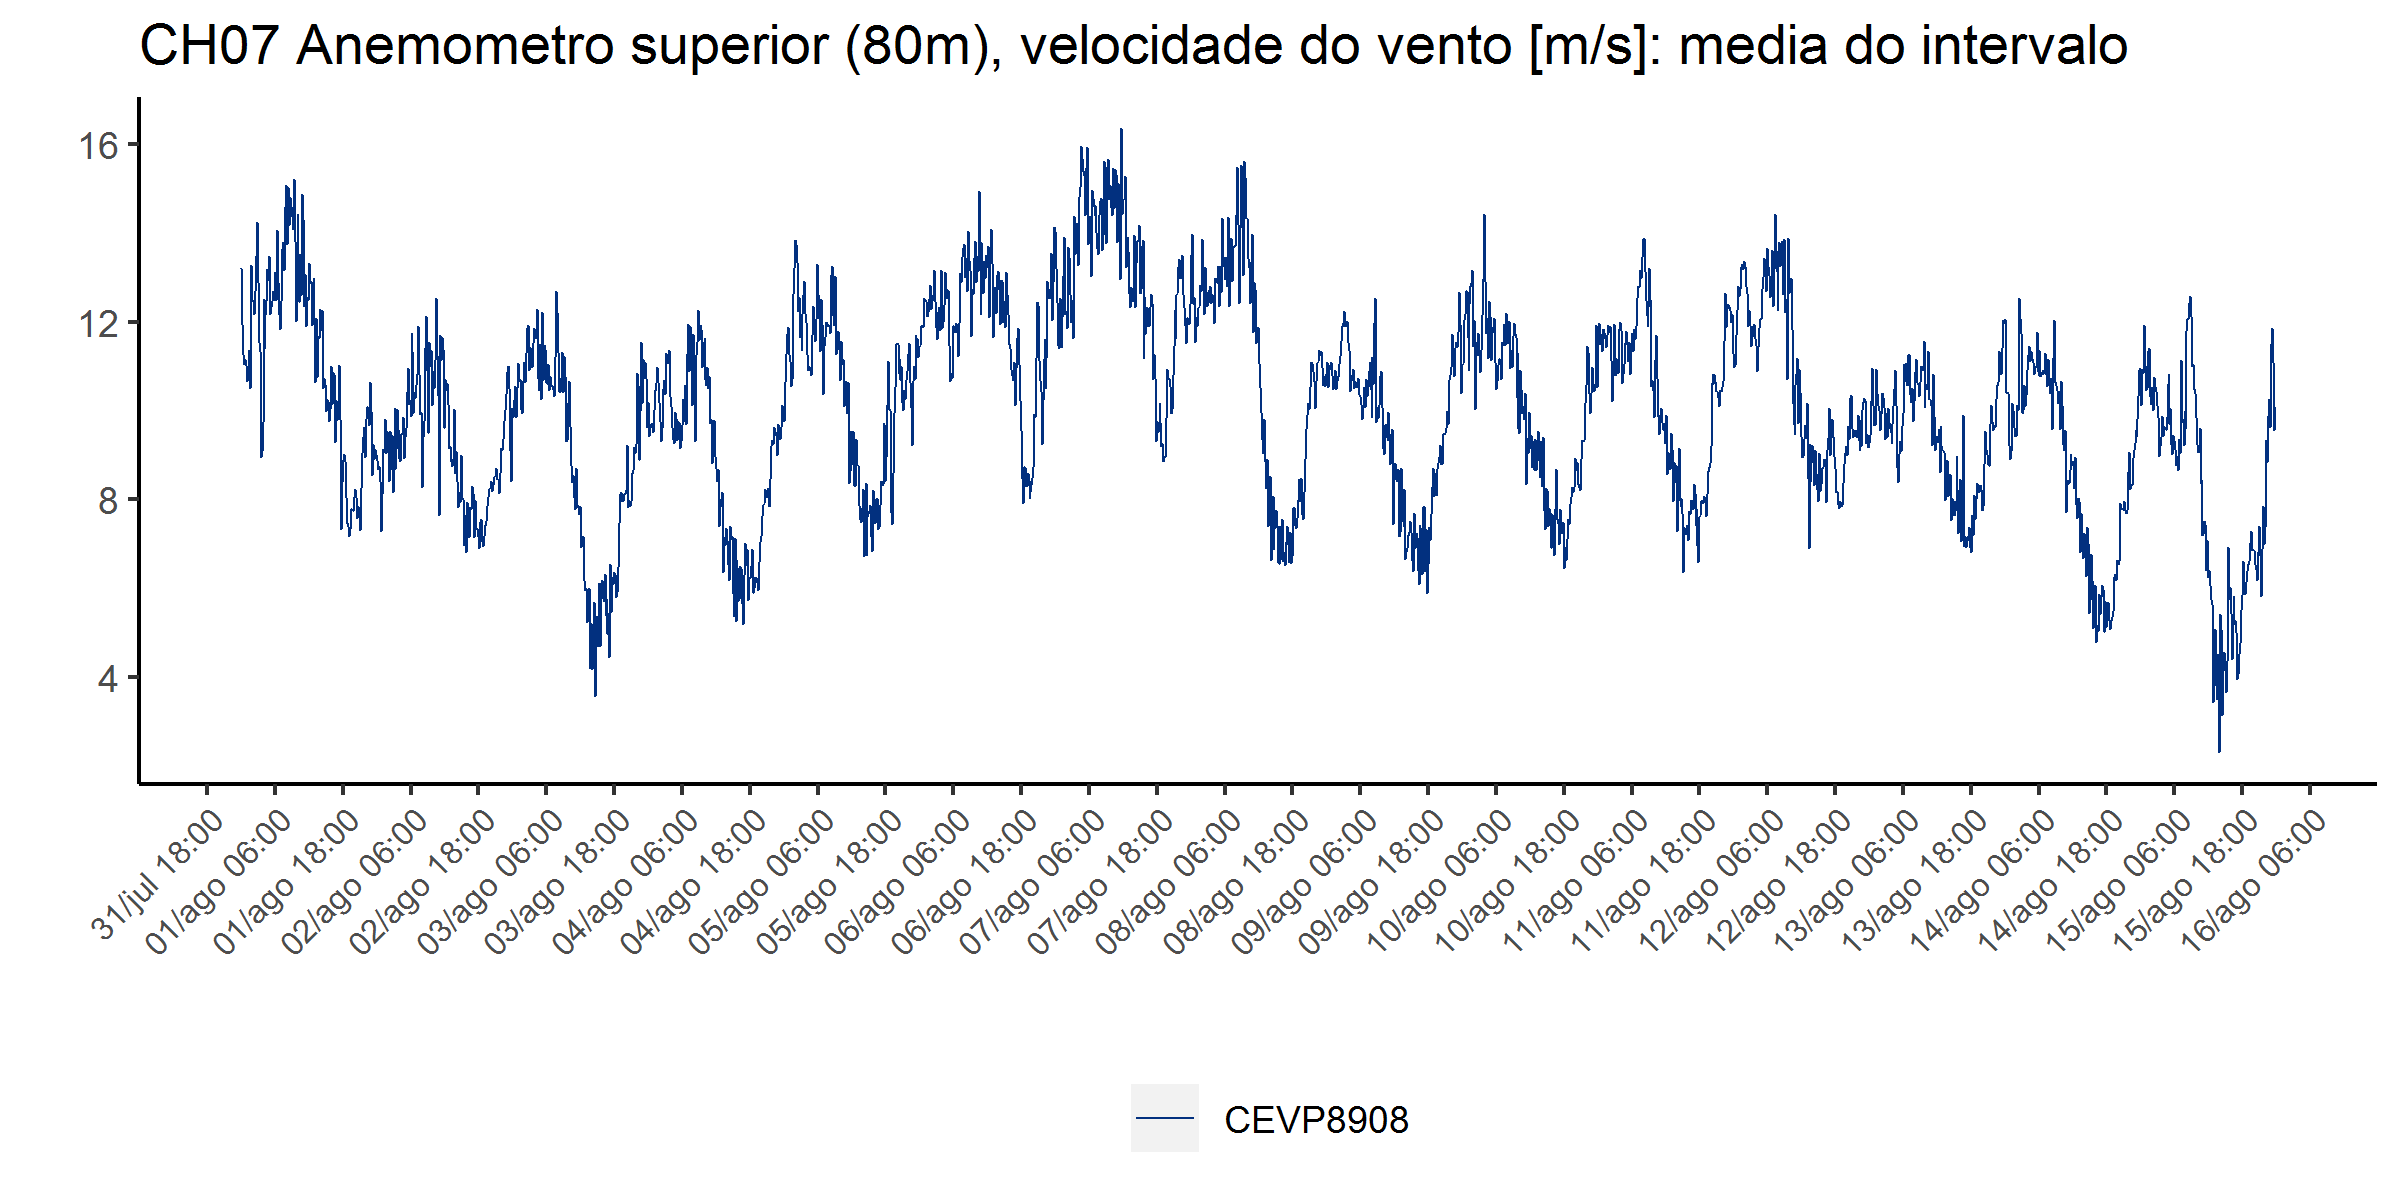 CH07 Anemometro superior (80m), velocidade do vento [m/s]: media do intervalo
16
12
8
4
31/jul 18:00
01/ago 06:00
01/ago 18:00
02/ago 06:00
02/ago 18:00
03/ago 06:00
03/ago 18:00
04/ago 06:00
04/ago 18:00
05/ago 06:00
05/ago 18:00
06/ago 06:00
06/ago 18:00
07/ago 06:00
07/ago 18:00
08/ago 06:00
08/ago 18:00
09/ago 06:00
09/ago 18:00
10/ago 06:00
10/ago 18:00
11/ago 06:00
11/ago 18:00
12/ago 06:00
12/ago 18:00
13/ago 06:00
13/ago 18:00
14/ago 06:00
14/ago 18:00
15/ago 06:00
15/ago 18:00
16/ago 06:00
CEVP8908